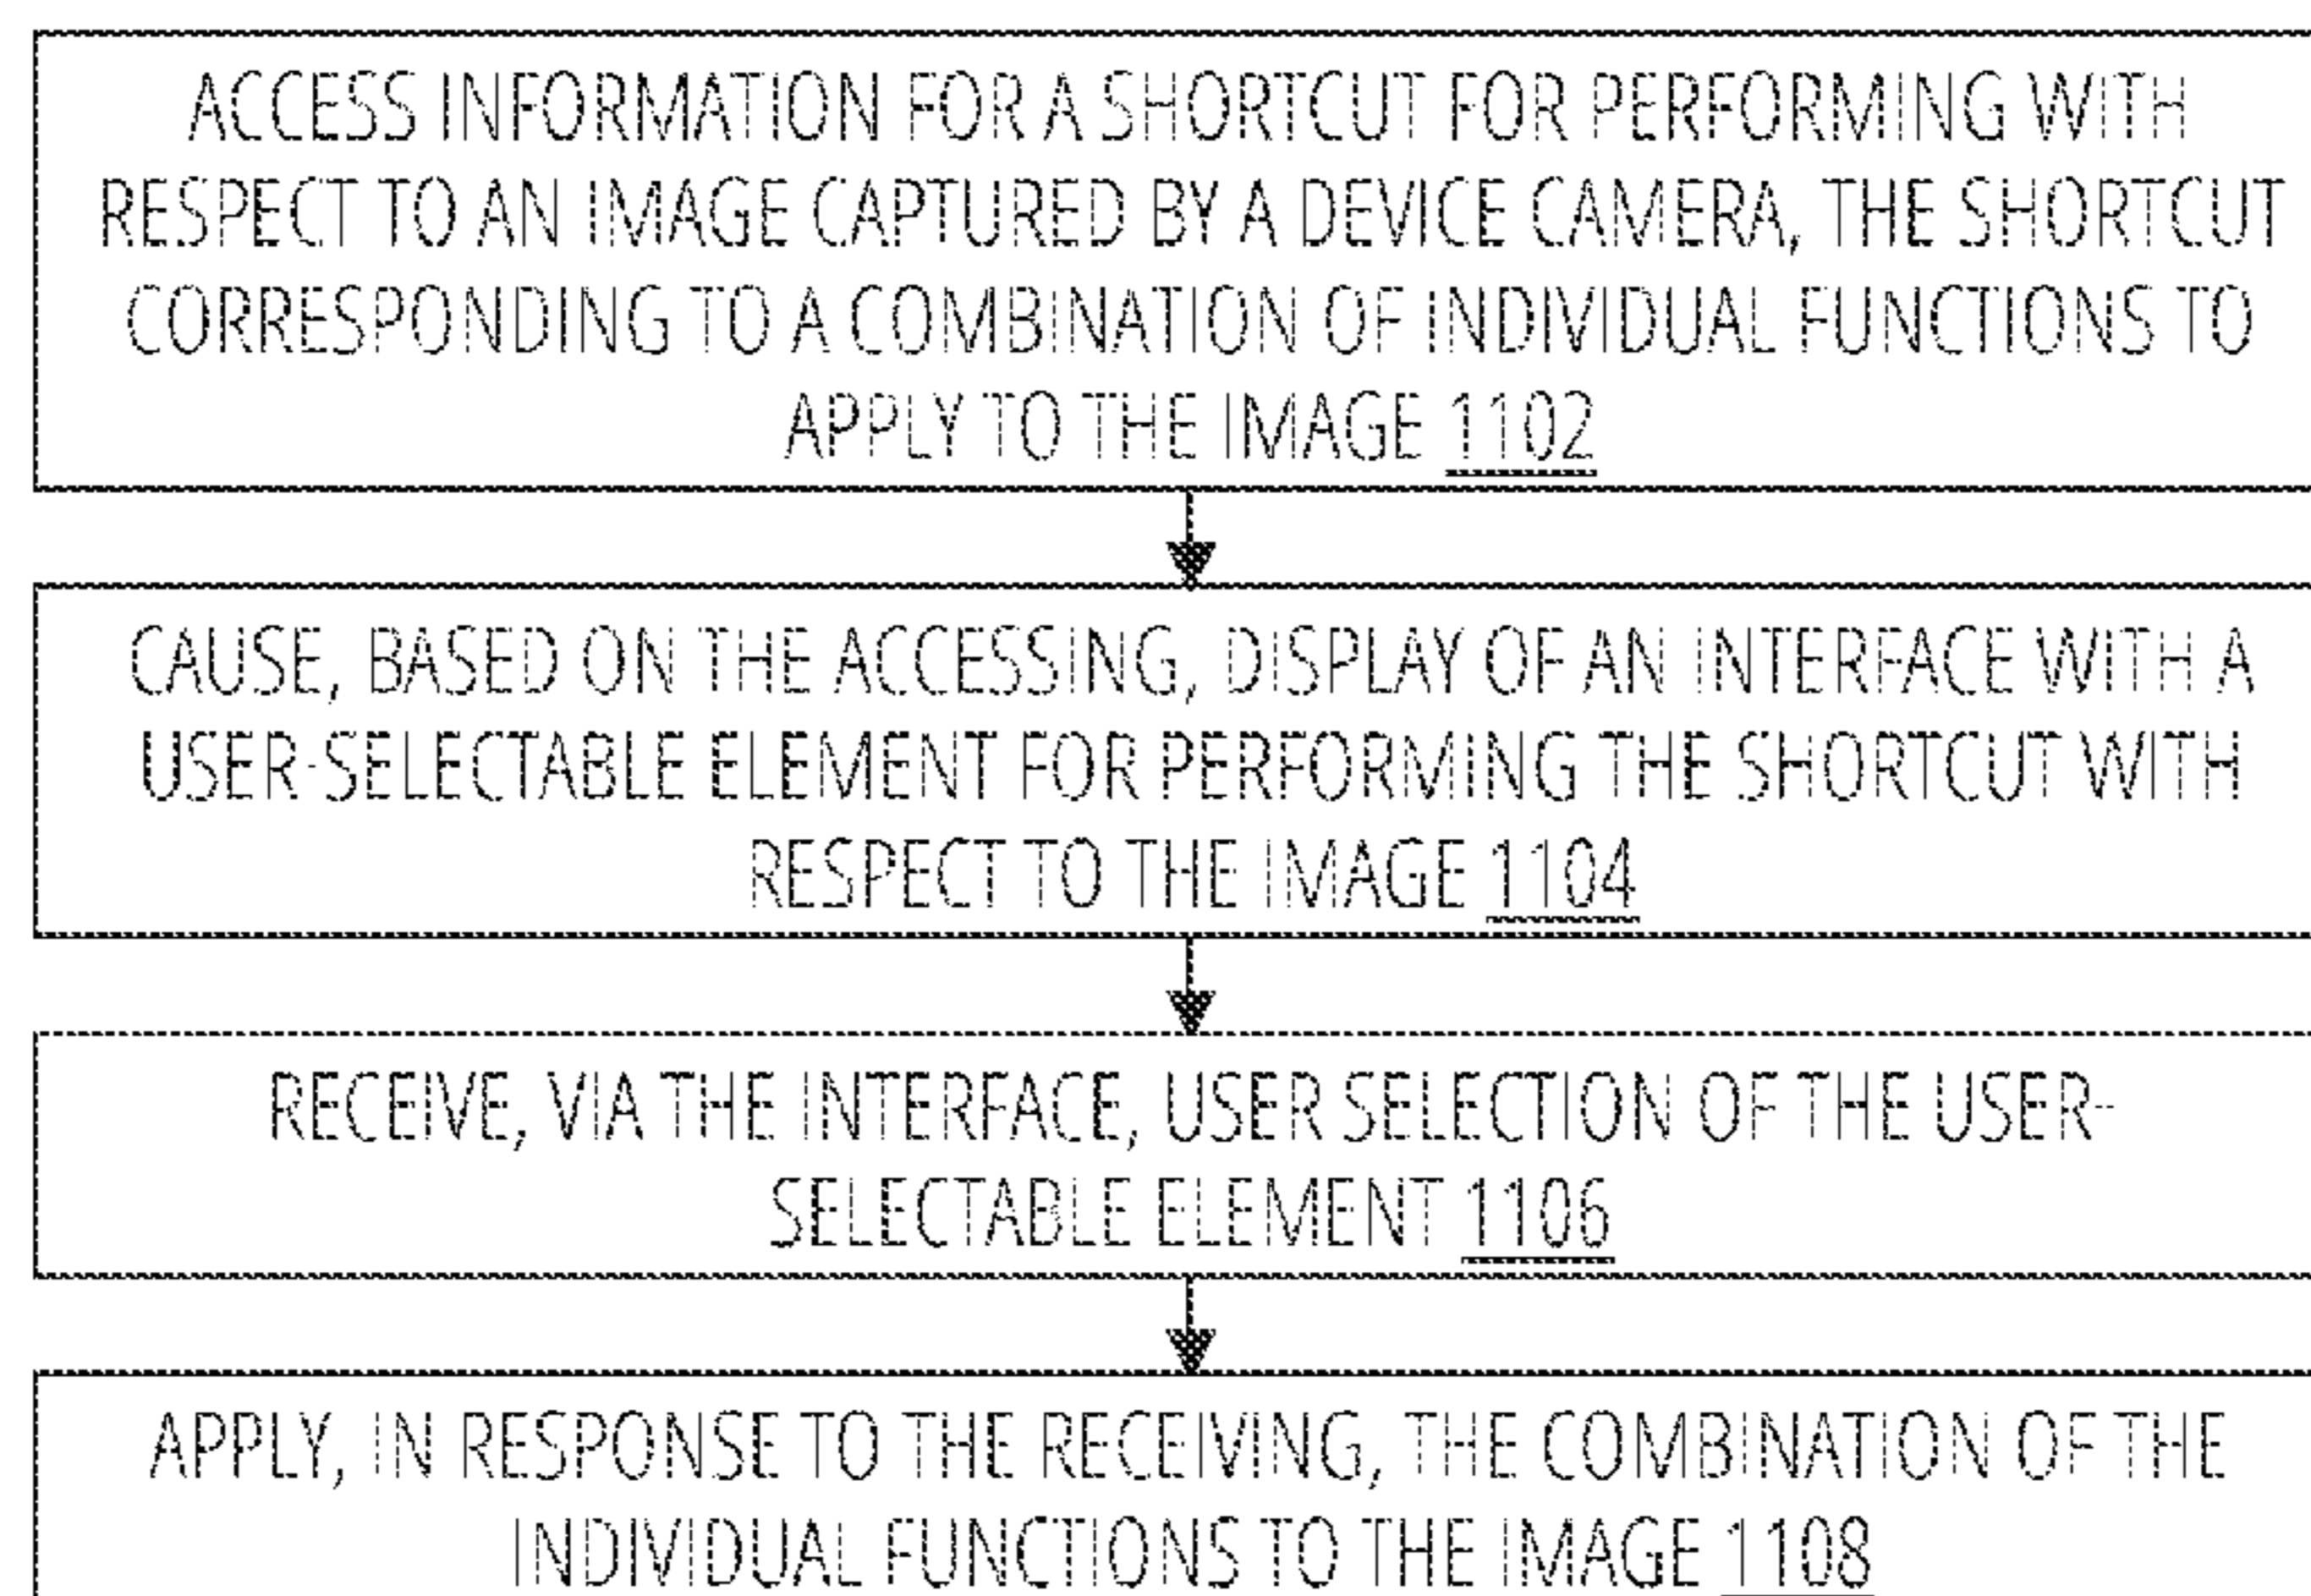 ACCESS INFORMATION FOR A SHORTCUT FOR PERFORMING WITH
RESPECT TO AN IMAGE CAPTURED BY A DEVICE CAMERA, THE SHORTCUT
CORRESPONDING TO A COMBINATION OF INDIVIDUAL FUNCTIONS TO
APPLY TO THE IMAGE 1102
CAUSE, BASED ON THE ACCESSING, DISPLAY OF AN INTERFACE WITH A
USER-SELECTABLE ELEMENT FOR PERFORMING THE SHORTCUT WITH
RESPECT TO THE IMAGE 1104
RECEIVE, VIA THE INTERFACE, USER SELECTION OF THE USER-
SELECTABLE ELEMENT 1106
APPLY, IN RESPONSE TO THE RECEIVING, THE COMBINATION OF THE
INDIVIDUAL FUNCTIONS TO THE IMAGE 1108